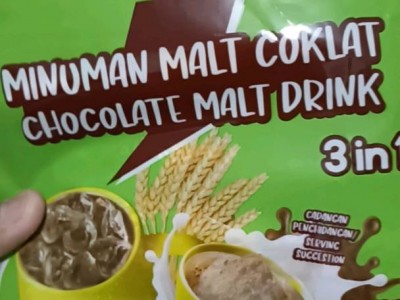 MINUMAN MALT COKLAT
CHOCOLATE MALT DRINK
3 in 1
CADANGAN
PENGHIDANGAN/
SERVING
SUGGESTION